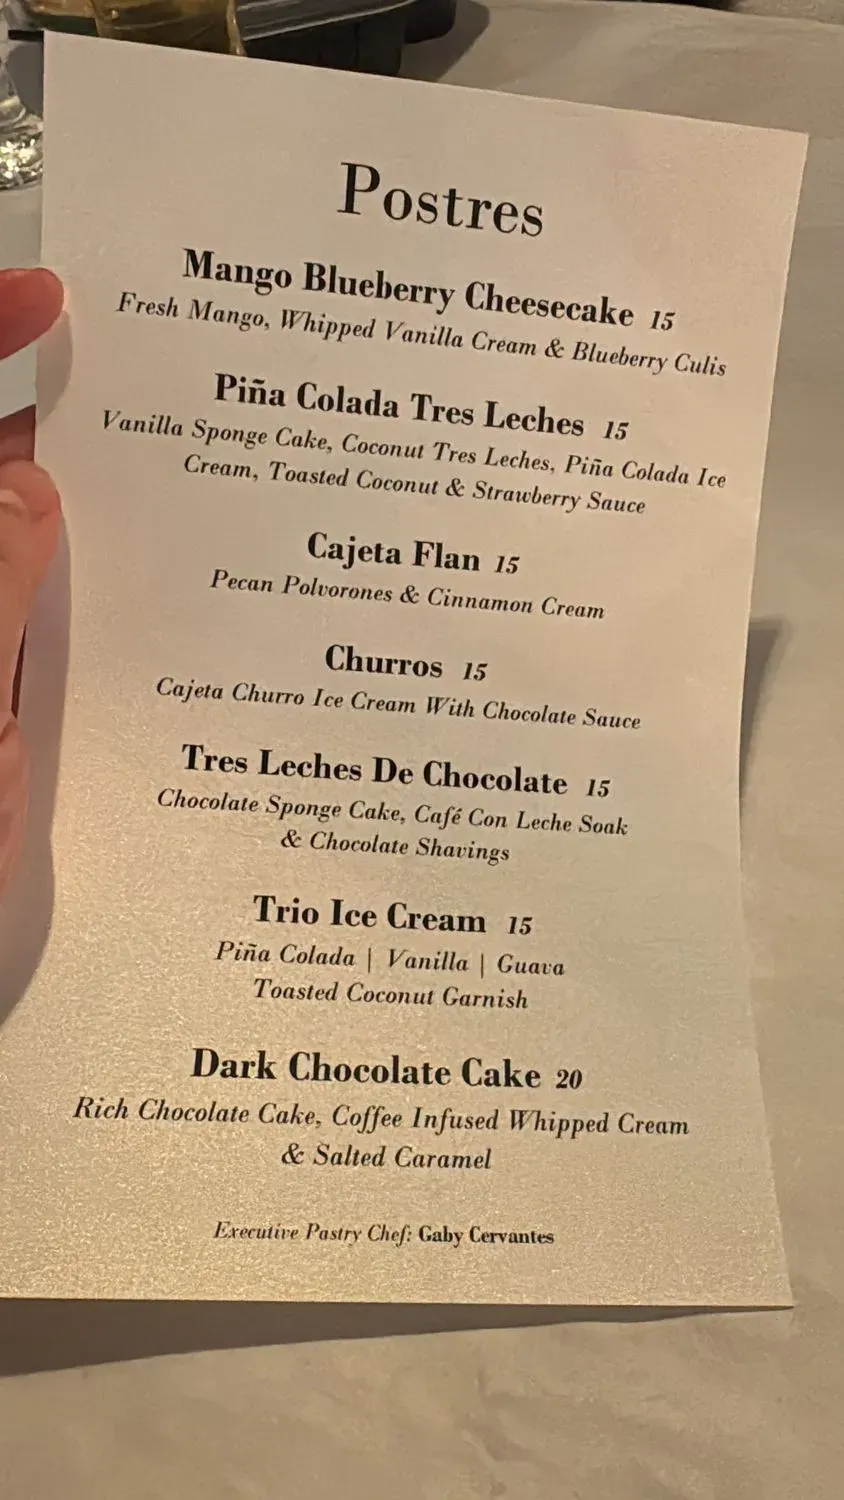 Postres
Mango Blueberry Cheesecake 15
Fresh Mango, Whipped Vanilla Cream & Blueberry Culis
Piña Colada Tres Leches 15
Vanilla Sponge Cake, Coconut Tres Leches, Piña Colada Ice
Cream, Toasted Coconut & Strawberry Sauce
Cajeta Flan 15
Pecan Polvorones & Cinnamon Cream
Churros 15
Cajeta Churro Ice Cream With Chocolate Sauce
Tres Leches De Chocolate 15
Chocolate Sponge Cake, Café Con Leche Soak
& Chocolate Shavings
Trio Ice Cream 15
Piña Colada | Vanilla | Guava
Toasted Coconut Garnish
Dark Chocolate Cake 20
Rich Chocolate Cake, Coffee Infused Whipped Cream
& Salted Caramel
Executive Pastry Chef: Gaby Cervantes